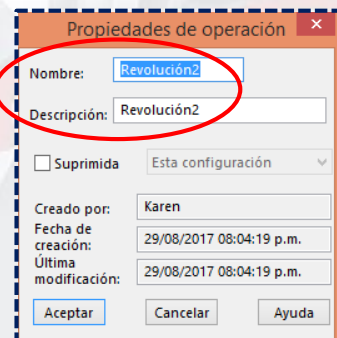 Propiedades de operación
Nombre: Revolución2
Descripción: Revolución2
Suprimida Esta configuración
Creado por: Karen
Fecha de creación: 29/08/2017 08:04:19 p.m.
Última modificación: 29/08/2017 08:04:19 p.m.
Aceptar Cancelar Ayuda